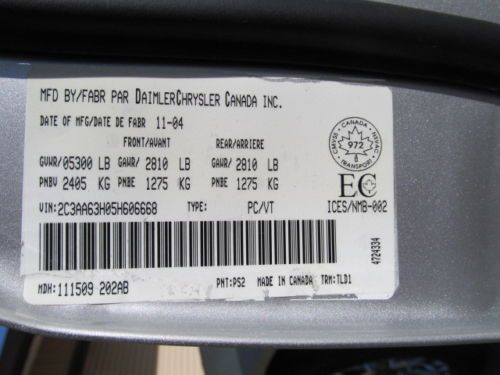 MFD BY/FABR PAR DAIMLERCHRYSLER CANADA INC.
DATE OF MFG/DATE DE FABR 11-04
FRONT/AVANT REAR/ARRIERE
GVWR/05300 LB GAWR/ 2810 LB GAWR/ 2810 LB
PNBV 2405 KG PNBE 1275 KG PNBE 1275 KG
VIN:2C3AA63H05H606668 TYPE: PC/VT
CANADA
CMVSS 972 NSVAC
TRANSPORT
EC
ICES/NMB-002
4724334
MDH:111509 202AB PNT:PS2 MADE IN CANADA TRM:TLD1